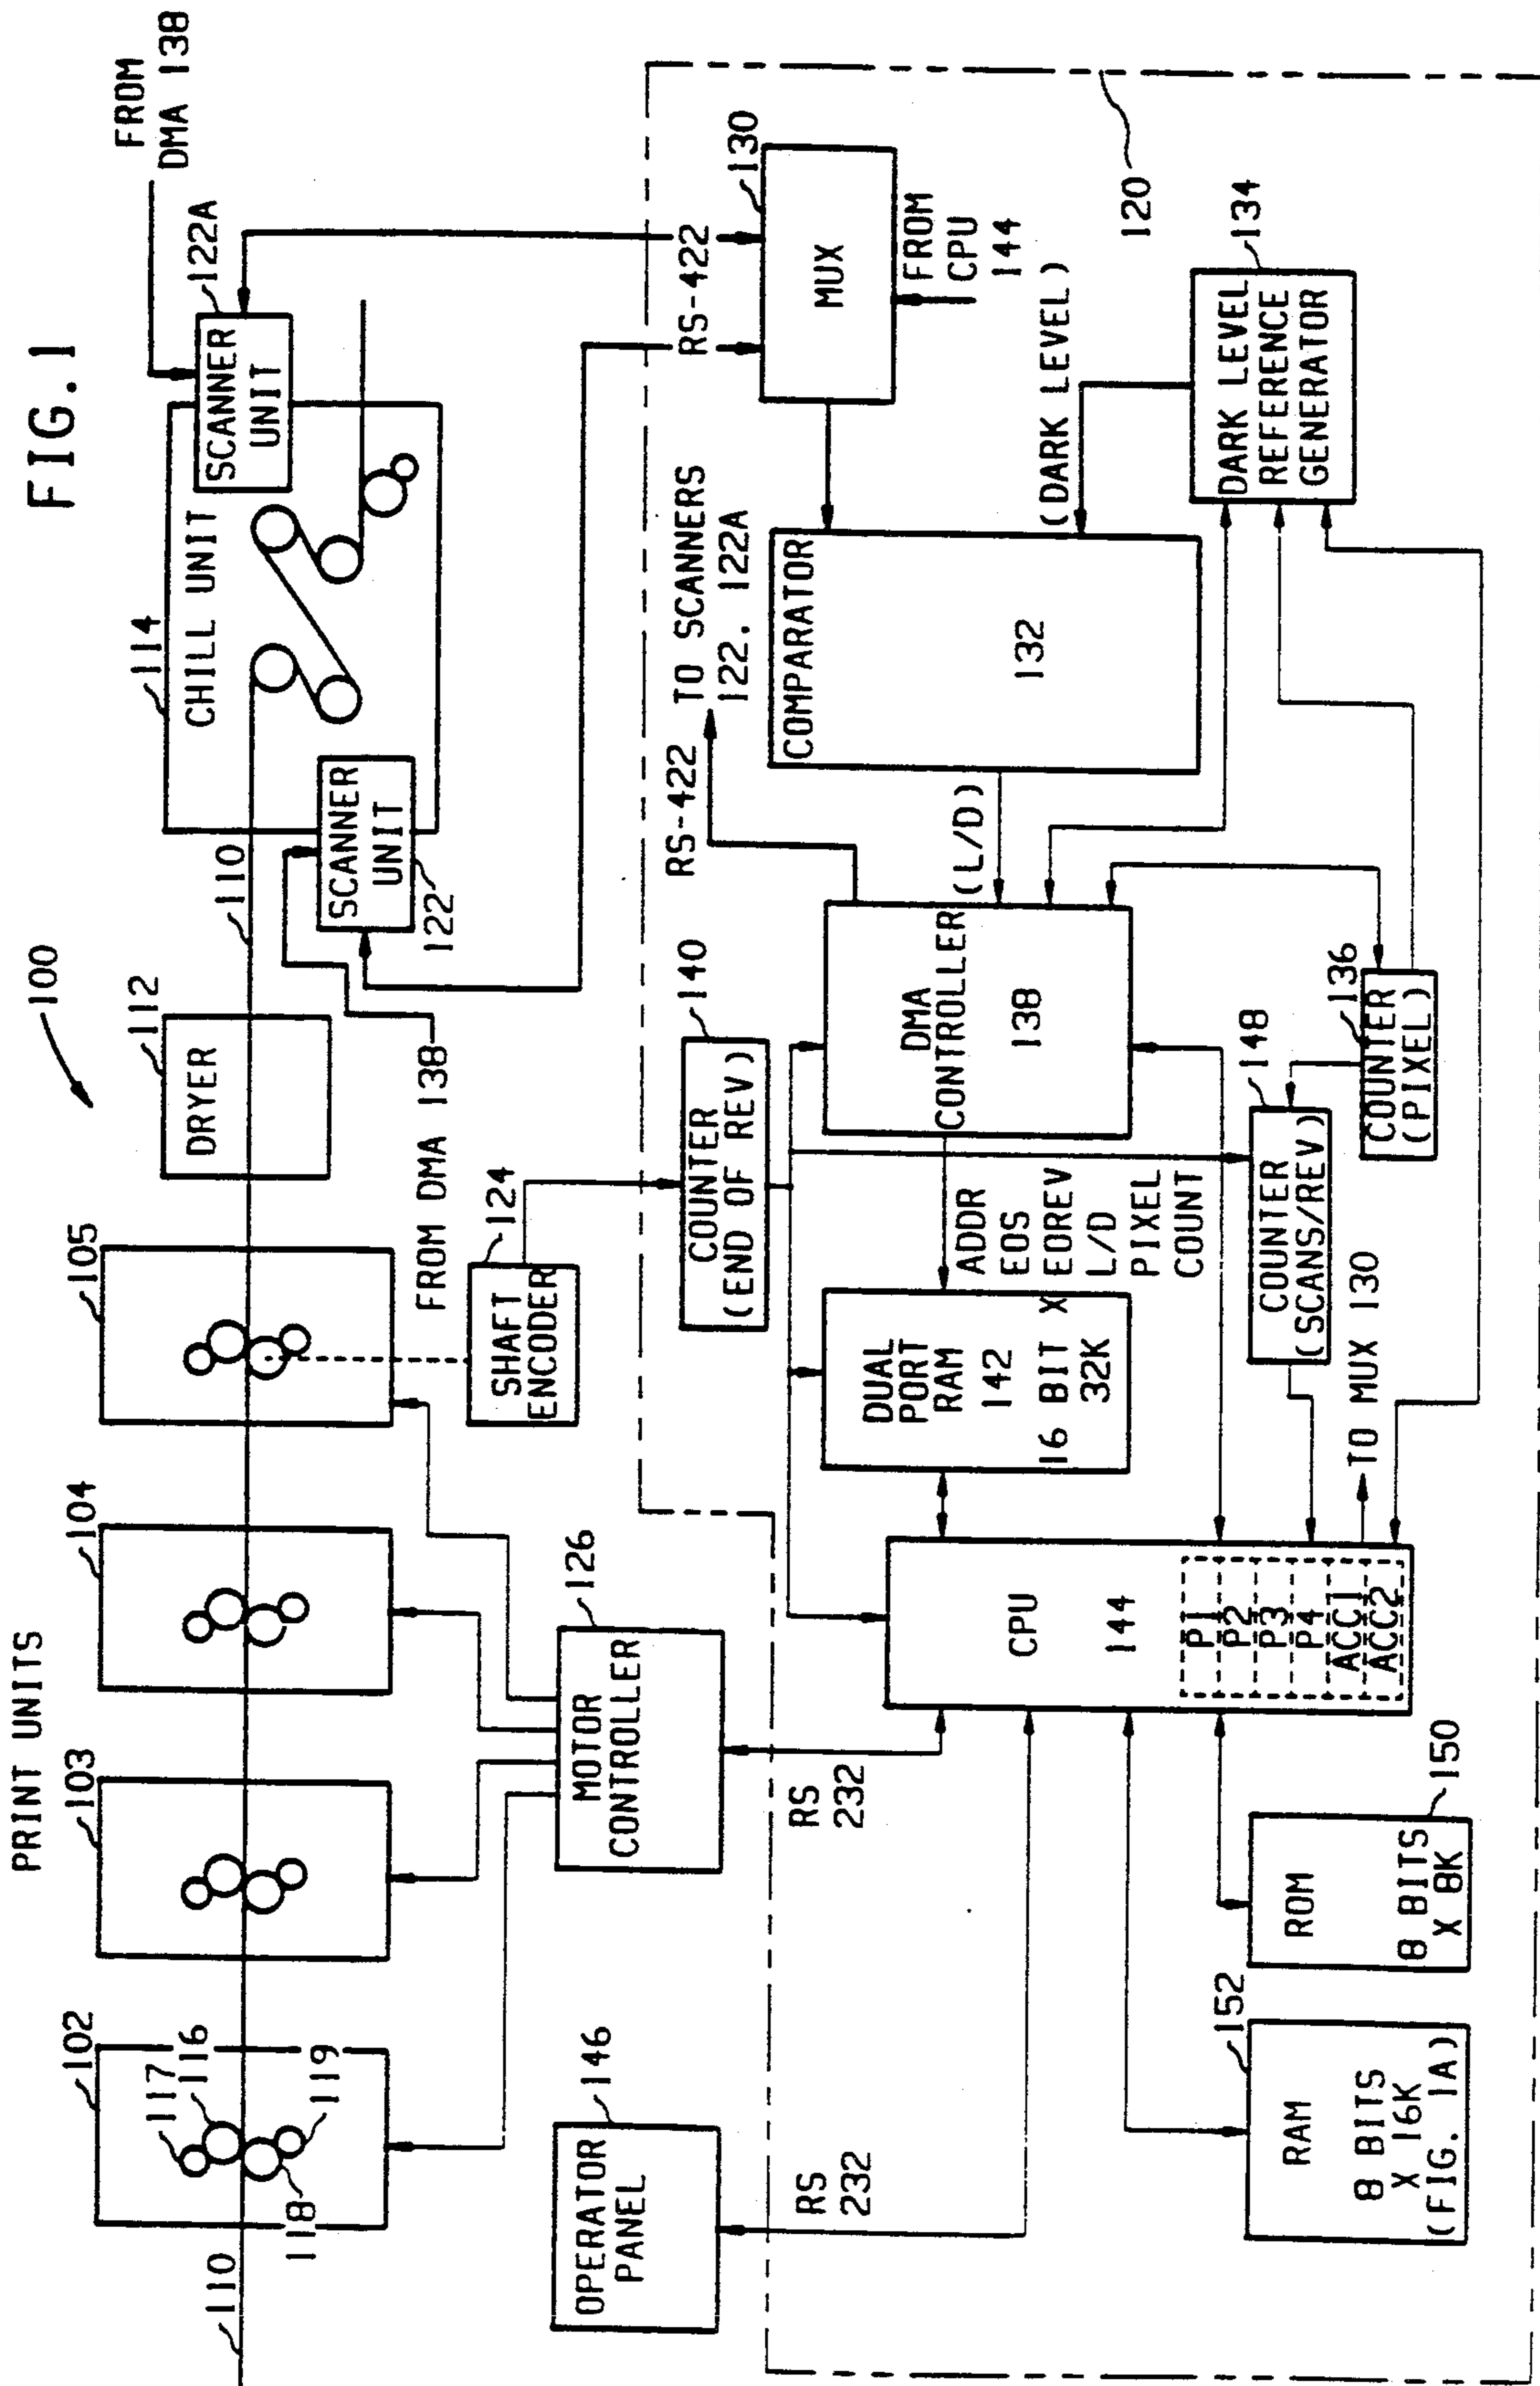 FIG.1
100
PRINT UNITS
102
103
104
105
112
DRYER
110
110
114
CHILL UNIT
SCANNER
UNIT
122A
FROM
DMA 138
SCANNER
UNIT
122
117
116
118
119
FROM DMA 138
124
SHAFT
ENCODER
126
MOTOR
CONTROLLER
146
OPERATOR
PANEL
RS
232
RS
232
140
COUNTER
(END OF REV)
RS-422
TO SCANNERS
122. 122A
RS-422
RS-422
130
MUX
FROM
CPU
144
COMPARATOR
132
(DARK LEVEL)
(L/D)
DMA
CONTROLLER
138
ADDR
EOS
EOREV
L/D
PIXEL
COUNT
DUAL
PORT
RAM
142
16 BIT X
32K
CPU
144
P1
P2
P3
P4
ACC1
ACC2
TO MUX 130
148
COUNTER
(SCANS/REV)
136
COUNTER
(PIXEL)
120
134
DARK LEVEL
REFERENCE
GENERATOR
150
ROM
8 BITS
X 8K
152
RAM
8 BITS
X 16K
(FIG. 1A)